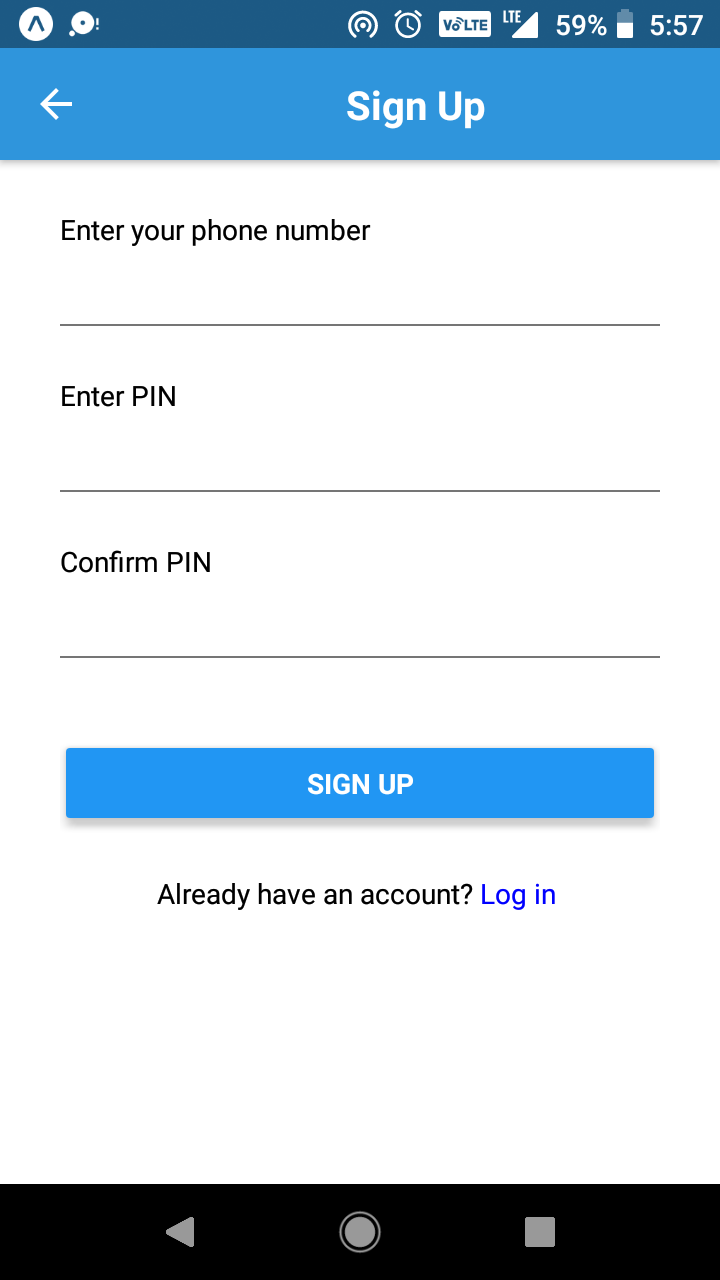 VoLTE LTE 59% 5:57
Sign Up
Enter your phone number
Enter PIN
Confirm PIN
SIGN UP
Already have an account? Log in